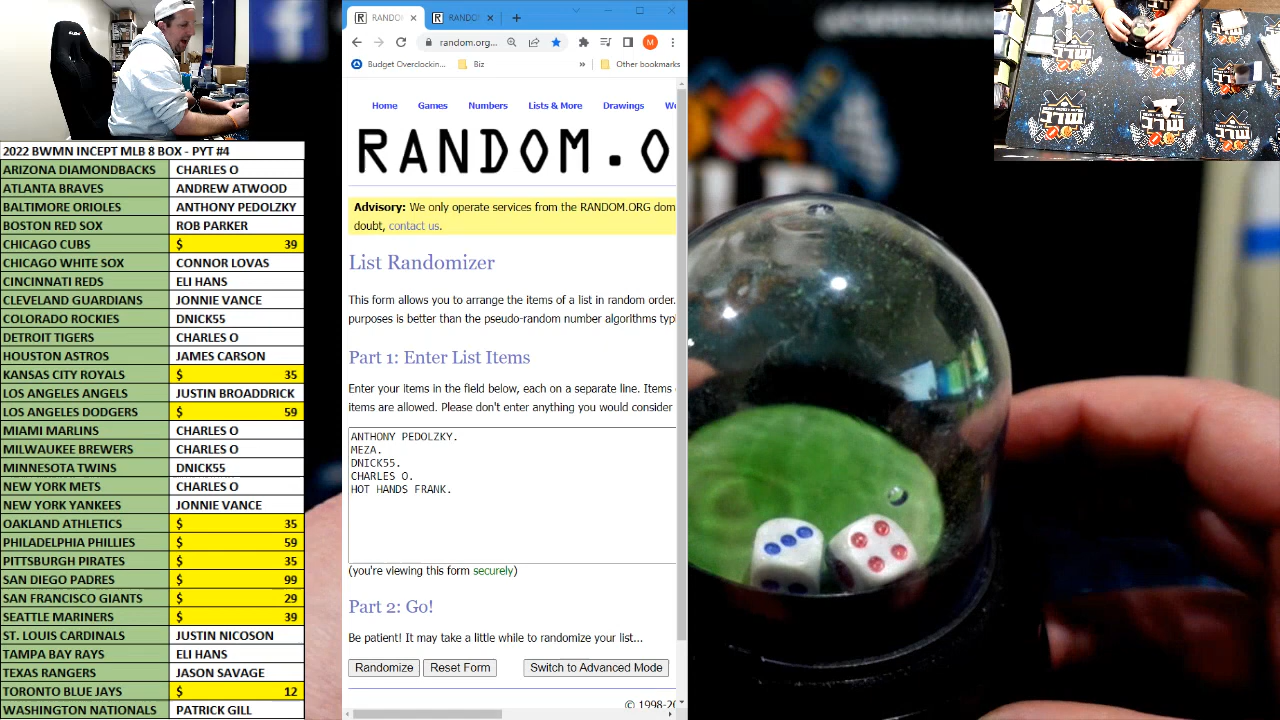 2022 BWMN INCEPT MLB 8 BOX - PYT #4
ARIZONA DIAMONDBACKS CHARLES O
ATLANTA BRAVES ANDREW ATWOOD
BALTIMORE ORIOLES ANTHONY PEDOLZKY
BOSTON RED SOX ROB PARKER
CHICAGO CUBS $ 39
CHICAGO WHITE SOX CONNOR LOVAS
CINCINNATI REDS ELI HANS
CLEVELAND GUARDIANS JONNIE VANCE
COLORADO ROCKIES DNICK55
DETROIT TIGERS CHARLES O
HOUSTON ASTROS JAMES CARSON
KANSAS CITY ROYALS $ 35
LOS ANGELES ANGELS JUSTIN BROADDRICK
LOS ANGELES DODGERS $ 59
MIAMI MARLINS CHARLES O
MILWAUKEE BREWERS CHARLES O
MINNESOTA TWINS DNICK55
NEW YORK METS CHARLES O
NEW YORK YANKEES JONNIE VANCE
OAKLAND ATHLETICS $ 35
PHILADELPHIA PHILLIES $ 59
PITTSBURGH PIRATES $ 35
SAN DIEGO PADRES $ 99
SAN FRANCISCO GIANTS $ 29
SEATTLE MARINERS $ 39
ST. LOUIS CARDINALS JUSTIN NICOSON
TAMPA BAY RAYS ELI HANS
TEXAS RANGERS JASON SAVAGE
TORONTO BLUE JAYS $ 12
WASHINGTON NATIONALS PATRICK GILL
RANDO RANDO
random.org...
M
Budget Overclockin... Biz » Other bookmarks
Home Games Numbers Lists & More Drawings We
RANDOM.O
Advisory: We only operate services from the RANDOM.ORG dom
doubt, contact us.
List Randomizer
This form allows you to arrange the items of a list in random order.
purposes is better than the pseudo-random number algorithms typi
Part 1: Enter List Items
Enter your items in the field below, each on a separate line. Items
items are allowed. Please don't enter anything you would consider
ANTHONY PEDOLZKY.
MEZA.
DNICK55.
CHARLES O.
HOT HANDS FRANK.
(you're viewing this form securely)
Part 2: Go!
Be patient! It may take a little while to randomize your list...
Randomize Reset Form Switch to Advanced Mode
© 1998-20
MLC
MLC